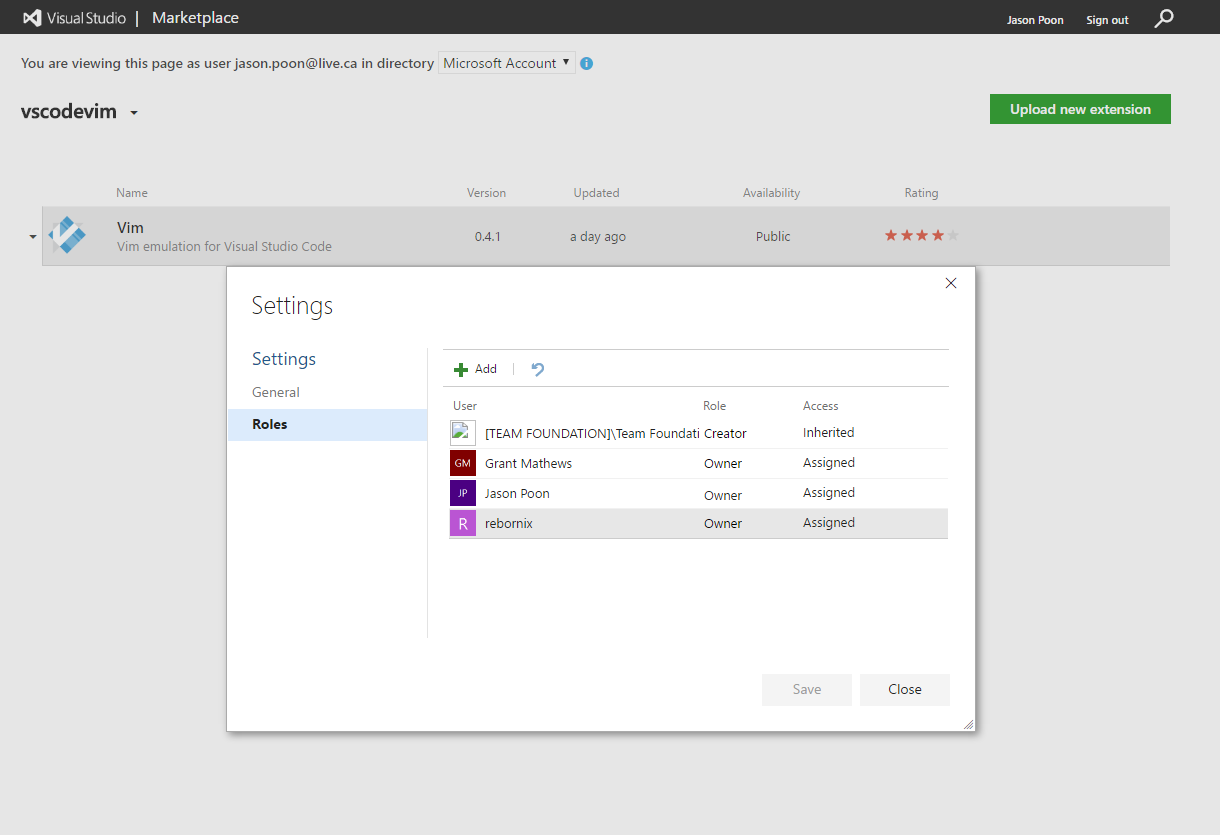 Visual Studio | Marketplace Jason Poon Sign out
You are viewing this page as user jason.poon@live.ca in directory Microsoft Account
vscodevim Upload new extension
Name Version Updated Availability Rating
Vim
Vim emulation for Visual Studio Code 0.4.1 a day ago Public
Settings
Settings
General
Roles
Add
User Role Access
[TEAM FOUNDATION]\Team Foundati Creator Inherited
GM Grant Mathews Owner Assigned
JP Jason Poon Owner Assigned
R rebornix Owner Assigned
Save Close